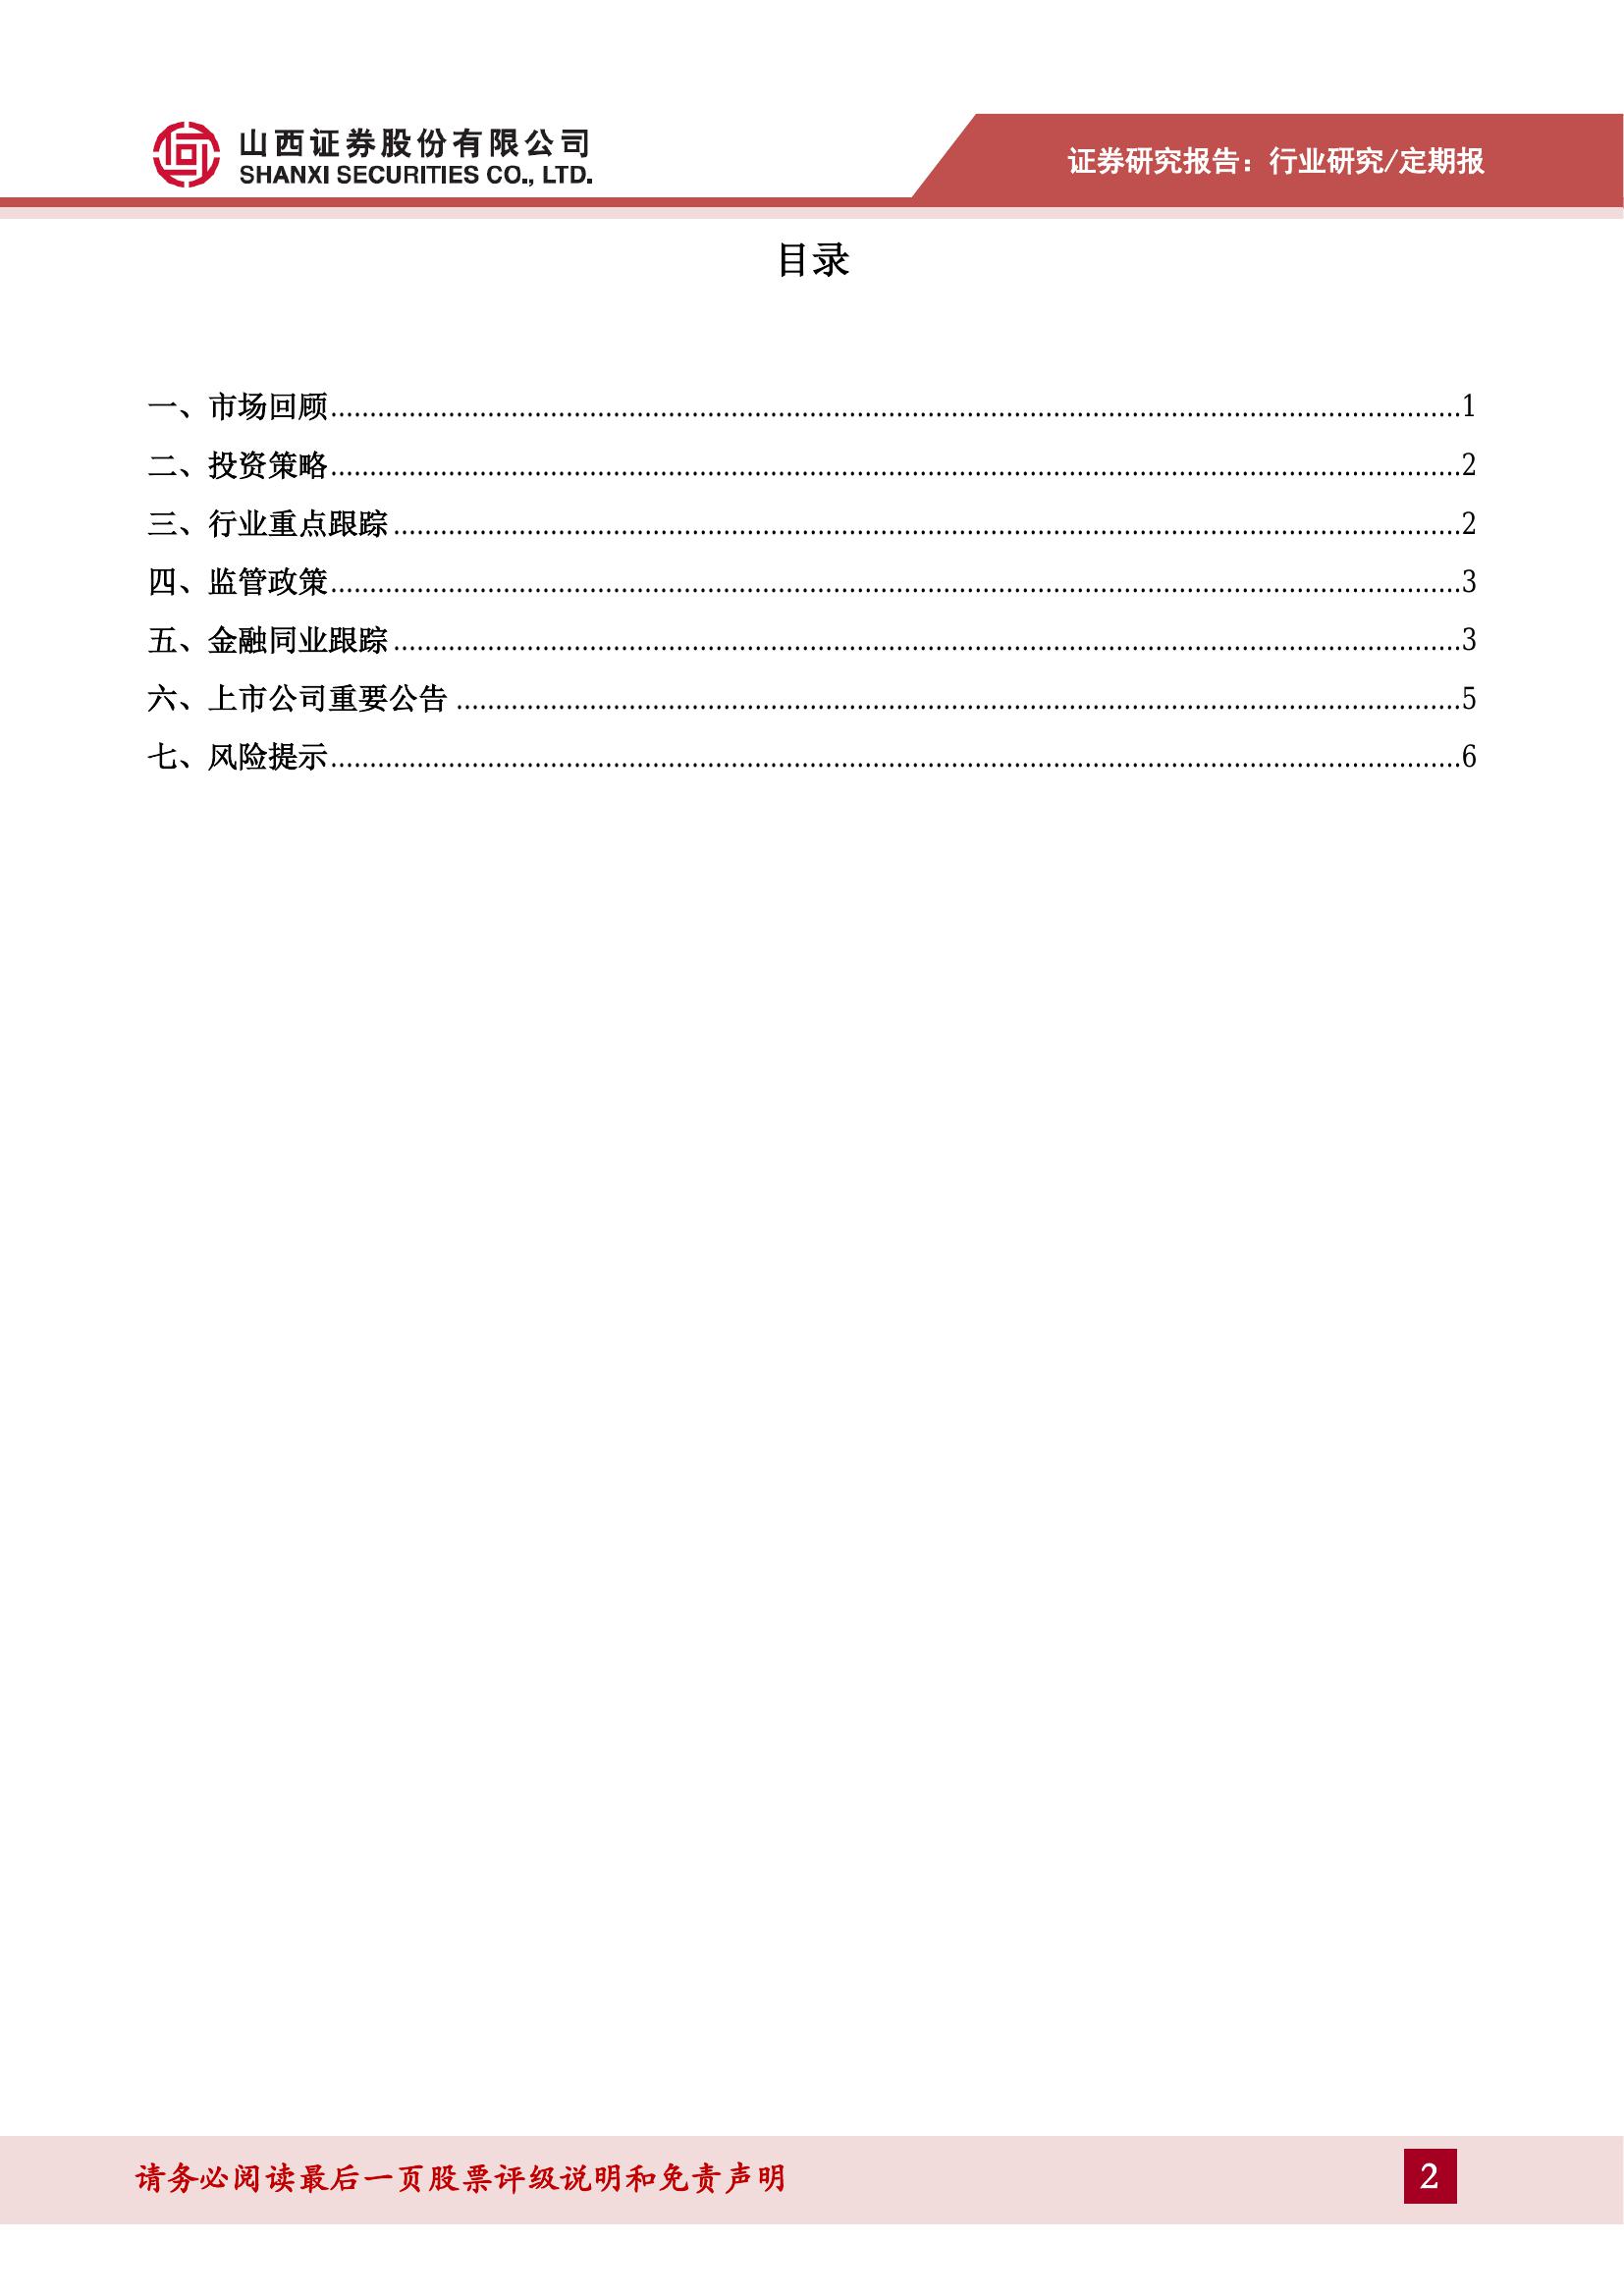 山西证券股份有限公司
SHANXI SECURITIES CO., LTD.
证券研究报告：行业研究/定期报
目录
一、市场回顾........................................1
二、投资策略........................................2
三、行业重点跟踪........................................2
四、监管政策........................................3
五、金融同业跟踪........................................3
六、上市公司重要公告........................................5
七、风险提示........................................6
请务必阅读最后一页股票评级说明和免责声明
2